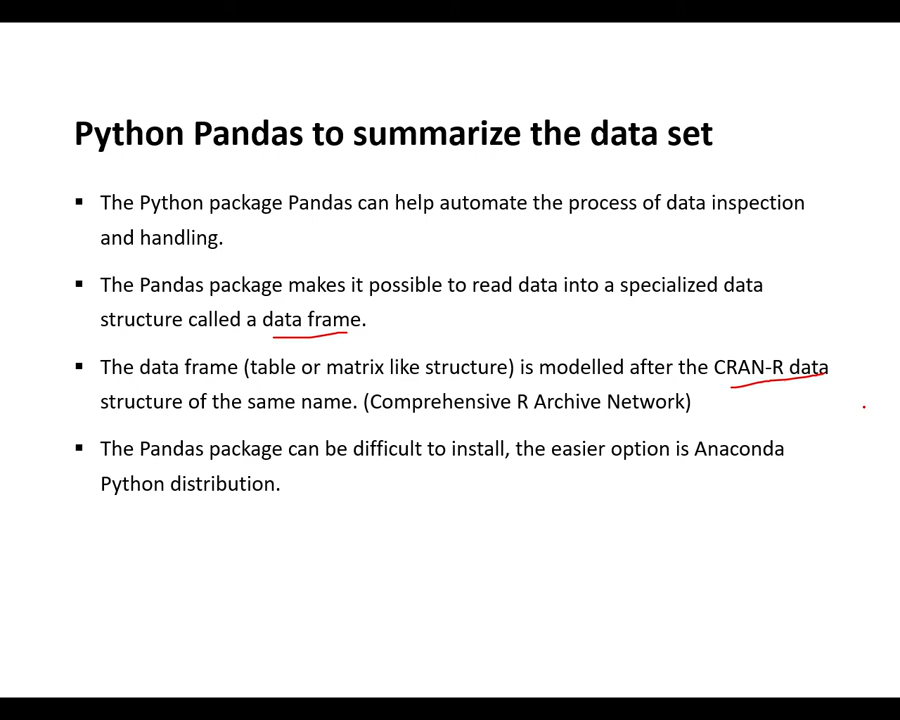 Python Pandas to summarize the data set
▪ The Python package Pandas can help automate the process of data inspection
and handling.
▪ The Pandas package makes it possible to read data into a specialized data
structure called a data frame.
▪ The data frame (table or matrix like structure) is modelled after the CRAN-R data
structure of the same name. (Comprehensive R Archive Network)
▪ The Pandas package can be difficult to install, the easier option is Anaconda
Python distribution.